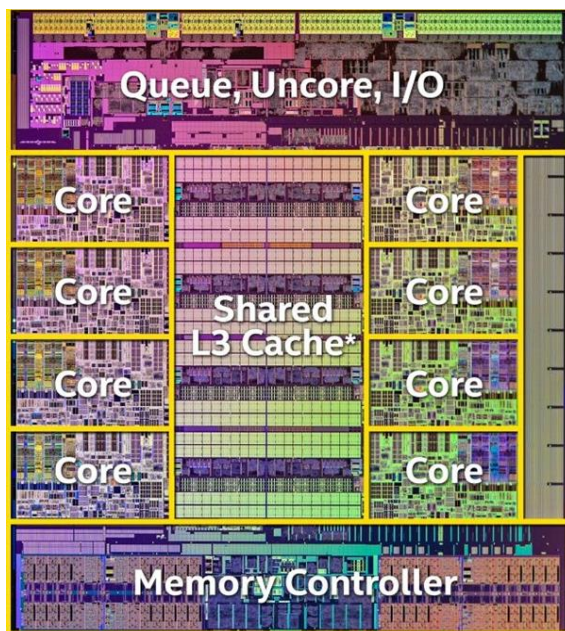 Queue, Uncore, I/O
Core
Core
Core
Core
Shared
L3 Cache*
Core
Core
Core
Core
Memory Controller